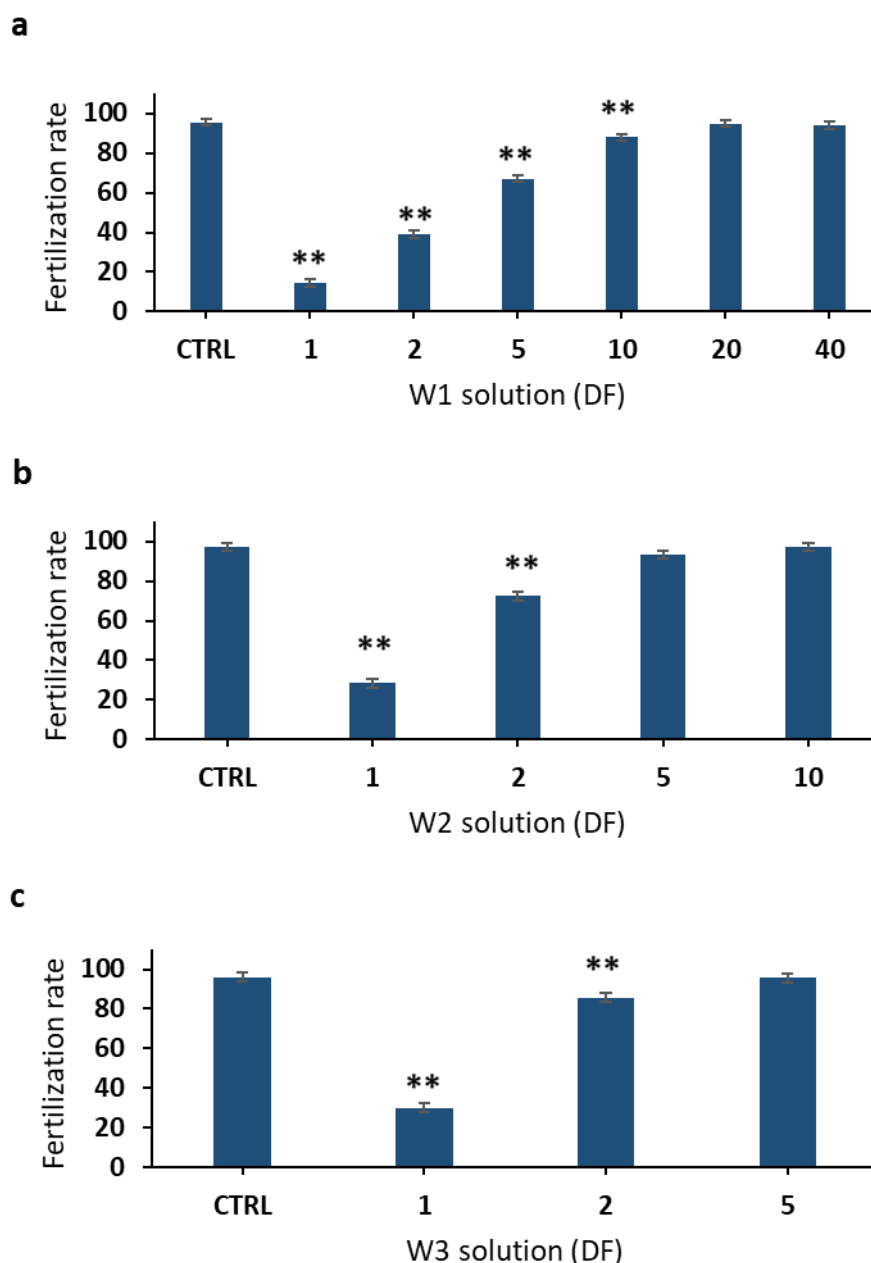 a
Fertilization rate
100
80
60
40
20
0
**
**
**
**
CTRL 1 2 5 10 20 40
W1 solution (DF)
b
Fertilization rate
100
80
60
40
20
0
**
**
CTRL 1 2 5 10
W2 solution (DF)
c
Fertilization rate
100
80
60
40
20
0
**
**
CTRL 1 2 5
W3 solution (DF)